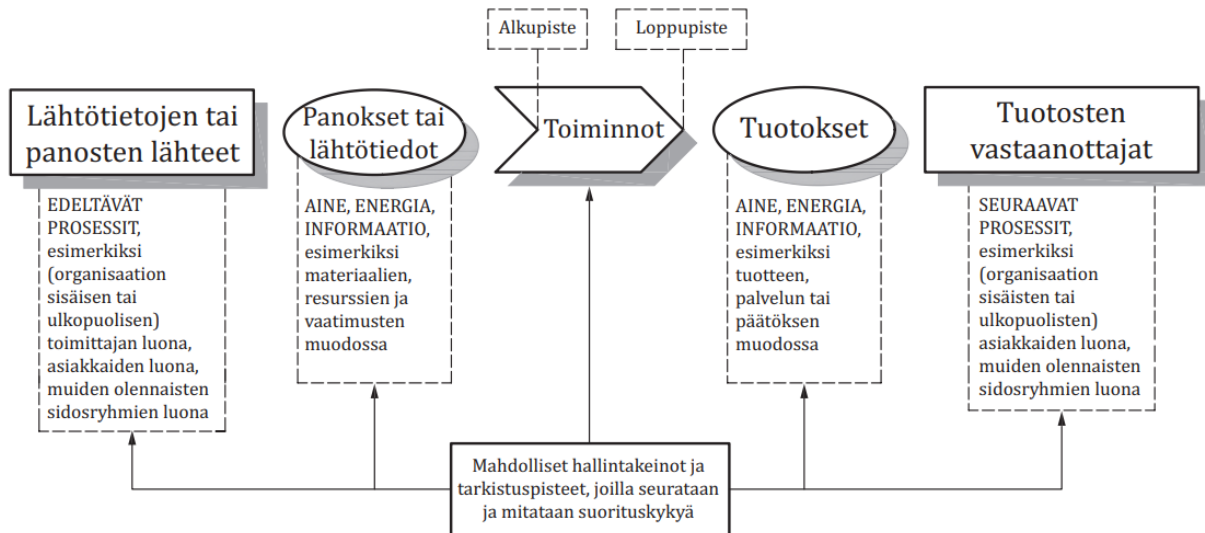 Alkupiste
Loppupiste
Lähtötietojen tai
panosten lähteet
Panokset tai
lähtötiedot
Toiminnot
Tuotokset
Tuotosten
vastaanottajat
EDELTÄVÄT
PROSESSIT,
esimerkiksi
(organisaation
sisäisen tai
ulkopuolisen)
toimittajan luona,
asiakkaiden luona,
muiden olennaisten
sidosryhmien luona
AINE, ENERGIA,
INFORMAATIO,
esimerkiksi
materiaalien,
resurssien ja
vaatimusten
muodossa
AINE, ENERGIA,
INFORMAATIO,
esimerkiksi
tuotteen,
palvelun tai
päätöksen
muodossa
SEURAAVAT
PROSESSIT,
esimerkiksi
(organisaation
sisäisten tai
ulkopuolisten)
asiakkaiden luona,
muiden olennaisten
sidosryhmien luona
Mahdolliset hallintakeinot ja
tarkistuspisteet, joilla seurataan
ja mitataan suorituskykyä